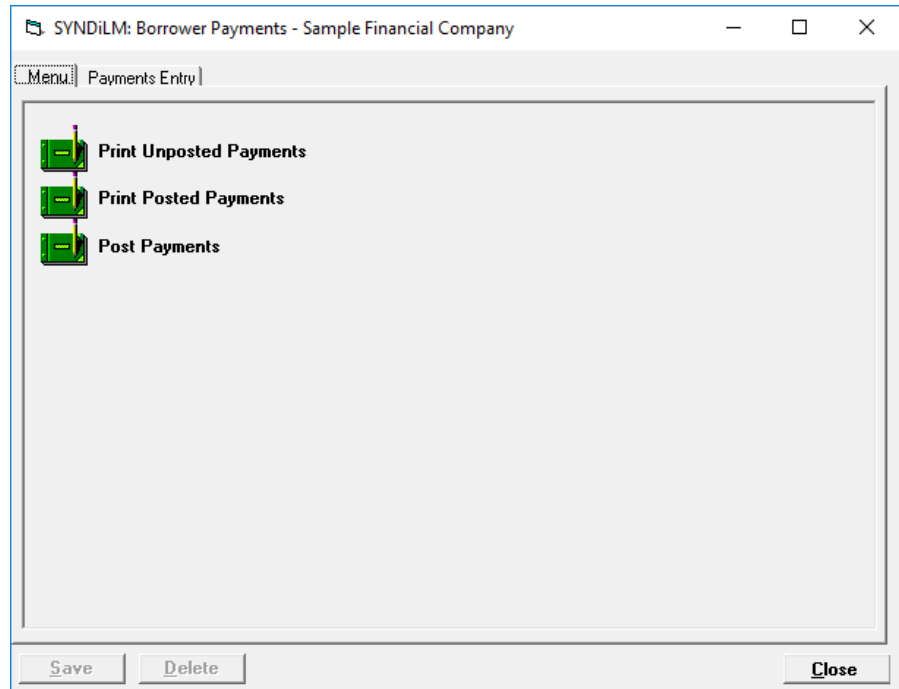 SYNDiLM: Borrower Payments - Sample Financial Company
Menu Payments Entry
Print Unposted Payments
Print Posted Payments
Post Payments
Save Delete Close